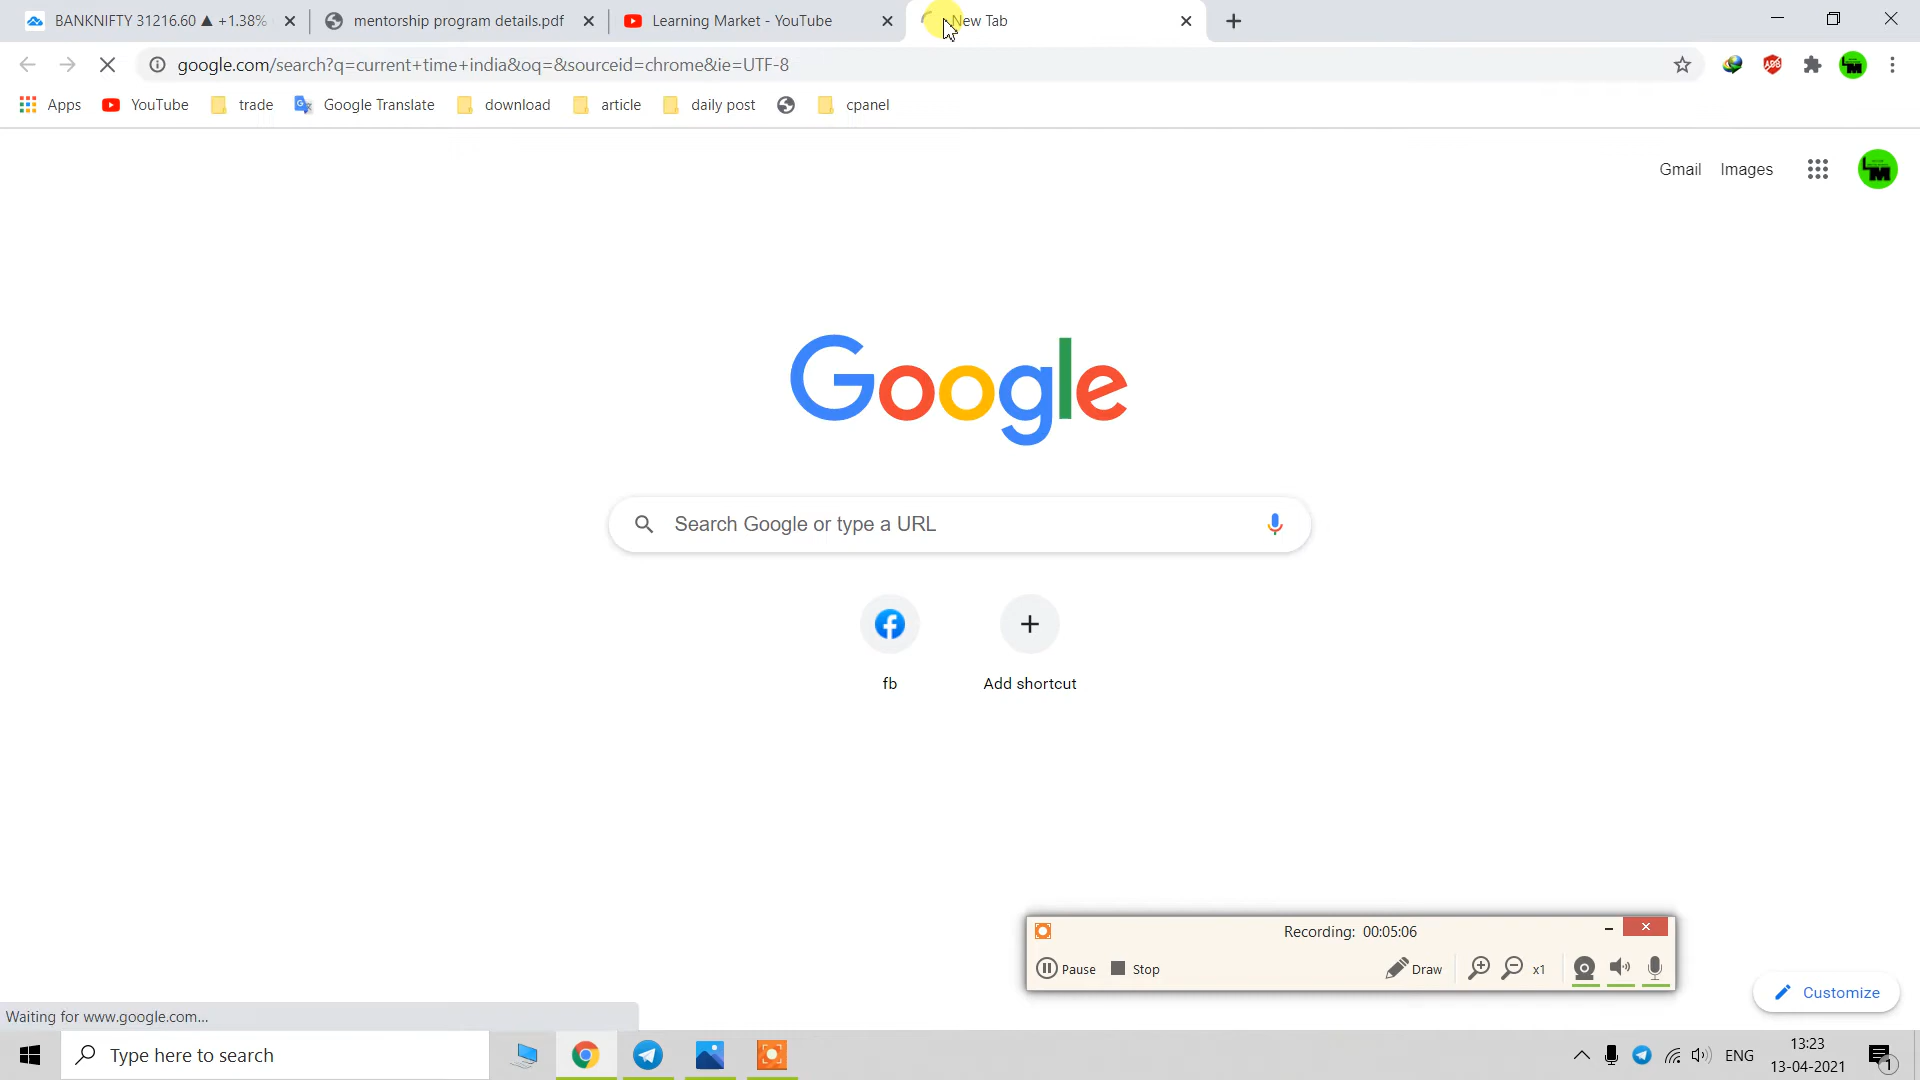 BANKNIFTY 31216.60 ▲ +1.38%
mentorship program details.pdf
Learning Market - YouTube
New Tab
google.com/search?q=current+time+india&oq=&sourceid=chrome&ie=UTF-8
Apps
YouTube
trade
Google Translate
download
article
daily post
cpanel
Gmail
Images
Google
Search Google or type a URL
fb
Add shortcut
Recording: 00:05:06
Pause
Stop
Draw
x1
Customize
Waiting for www.google.com...
Type here to search
ENG
13:23
13-04-2021
1